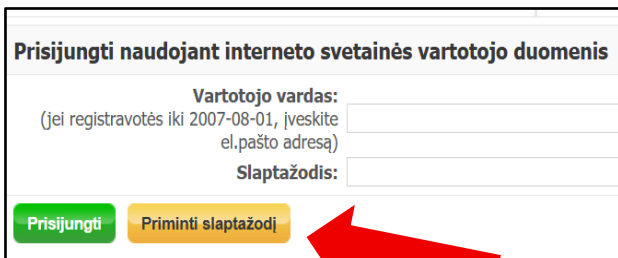 Prisijungti naudojant interneto svetainės vartotojo duomenis
Vartotojo vardas:
(jei registravotės iki 2007-08-01, įveskite
el.pašto adresą)
Slaptažodis:
Prisijungti Priminti slaptažodį